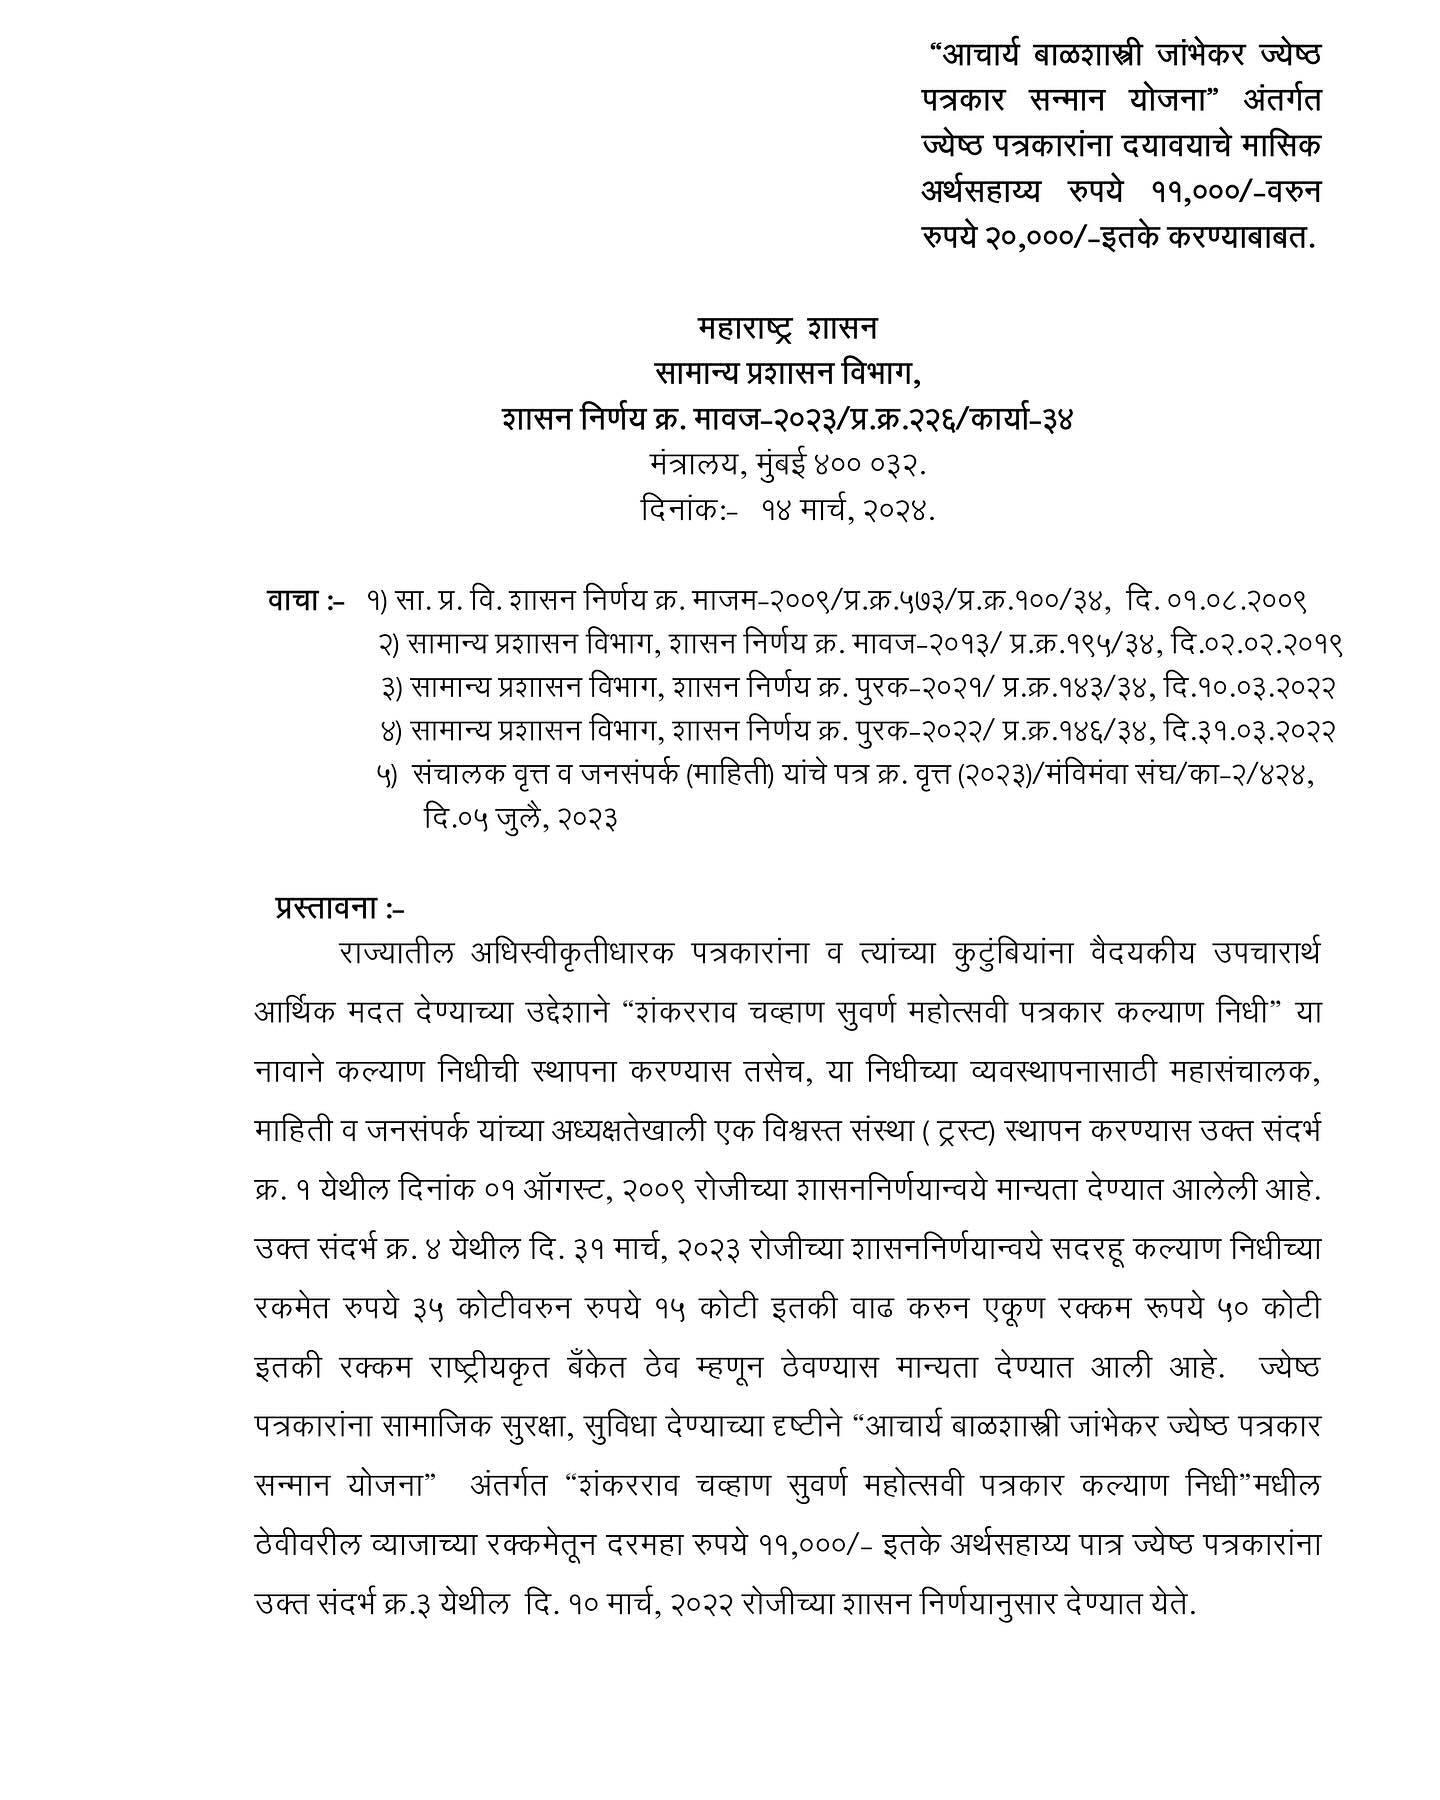 “आचार्य बाळशास्त्री जांभेकर ज्येष्ठ
पत्रकार सन्मान योजना” अंतर्गत
ज्येष्ठ पत्रकारांना दयावयाचे मासिक
अर्थसहाय्य रुपये ११,०००/-वरुन
रुपये २०,०००/-इतके करण्याबाबत.
महाराष्ट्र शासन
सामान्य प्रशासन विभाग,
शासन निर्णय क्र. मावज-२०२३/प्र.क्र.२२६/कार्या-३४
मंत्रालय, मुंबई ४०० ०३२.
दिनांक:- १४ मार्च, २०२४.
वाचा :- १) सा. प्र. वि. शासन निर्णय क्र. माजम-२००९/प्र.क्र.५७३/प्र.क्र.१००/३४, दि. ०१.०८.२००९
२) सामान्य प्रशासन विभाग, शासन निर्णय क्र. मावज-२०१३/ प्र.क्र.१९५/३४, दि.०२.०२.२०१९
३) सामान्य प्रशासन विभाग, शासन निर्णय क्र. पुरक-२०२१/ प्र.क्र.१४३/३४, दि.१०.०३.२०२२
४) सामान्य प्रशासन विभाग, शासन निर्णय क्र. पुरक-२०२२/ प्र.क्र.१४६/३४, दि.३१.०३.२०२२
५) संचालक वृत्त व जनसंपर्क (माहिती) यांचे पत्र क्र. वृत्त (२०२३)/मंविमंवा संघ/का-२/४२४,
दि.०५ जुलै, २०२३
प्रस्तावना :-
राज्यातील अधिस्वीकृतीधारक पत्रकारांना व त्यांच्या कुटुंबियांना वैदयकीय उपचारार्थ
आर्थिक मदत देण्याच्या उद्देशाने “शंकरराव चव्हाण सुवर्ण महोत्सवी पत्रकार कल्याण निधी” या
नावाने कल्याण निधीची स्थापना करण्यास तसेच, या निधीच्या व्यवस्थापनासाठी महासंचालक,
माहिती व जनसंपर्क यांच्या अध्यक्षतेखाली एक विश्वस्त संस्था ( ट्रस्ट) स्थापन करण्यास उक्त संदर्भ
क्र. १ येथील दिनांक ०१ ऑगस्ट, २००९ रोजीच्या शासननिर्णयान्वये मान्यता देण्यात आलेली आहे.
उक्त संदर्भ क्र. ४ येथील दि. ३१ मार्च, २०२३ रोजीच्या शासननिर्णयान्वये सदरहू कल्याण निधीच्या
रकमेत रुपये ३५ कोटीवरुन रुपये १५ कोटी इतकी वाढ करुन एकूण रक्कम रूपये ५० कोटी
इतकी रक्कम राष्ट्रीयकृत बँकेत ठेव म्हणून ठेवण्यास मान्यता देण्यात आली आहे. ज्येष्ठ
पत्रकारांना सामाजिक सुरक्षा, सुविधा देण्याच्या दृष्टीने “आचार्य बाळशास्त्री जांभेकर ज्येष्ठ पत्रकार
सन्मान योजना” अंतर्गत “शंकरराव चव्हाण सुवर्ण महोत्सवी पत्रकार कल्याण निधी”मधील
ठेवीवरील व्याजाच्या रक्कमेतून दरमहा रुपये ११,०००/- इतके अर्थसहाय्य पात्र ज्येष्ठ पत्रकारांना
उक्त संदर्भ क्र.३ येथील दि. १० मार्च, २०२२ रोजीच्या शासन निर्णयानुसार देण्यात येते.